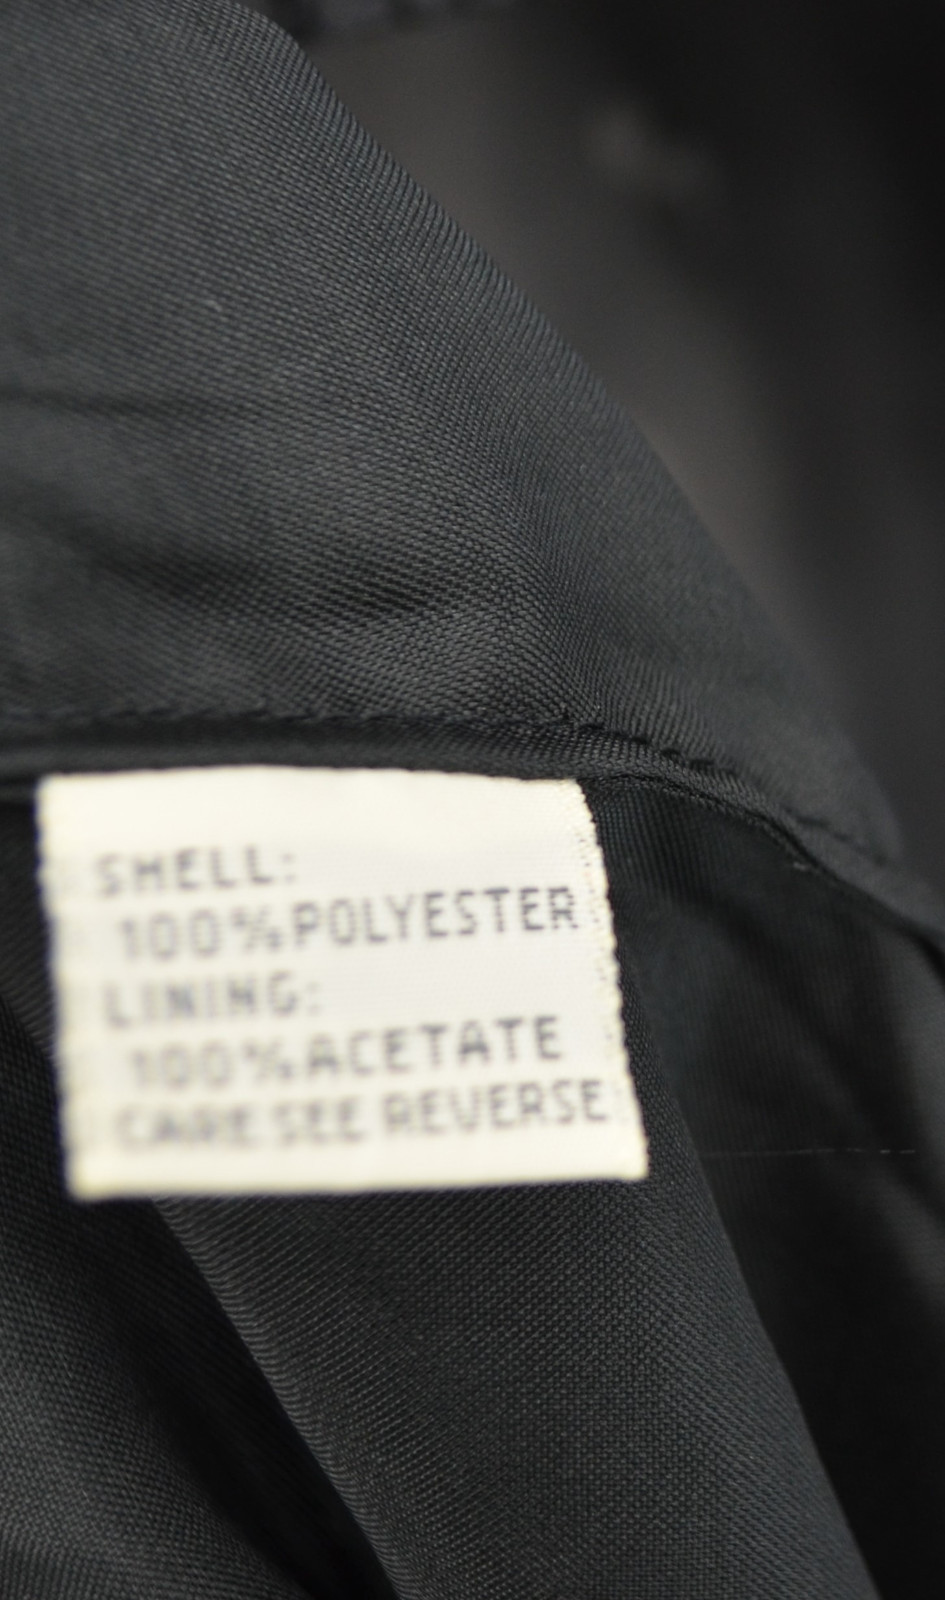 SHELL:
100%POLYESTER
LINING:
100%ACETATE
CARE SEE REVERSE